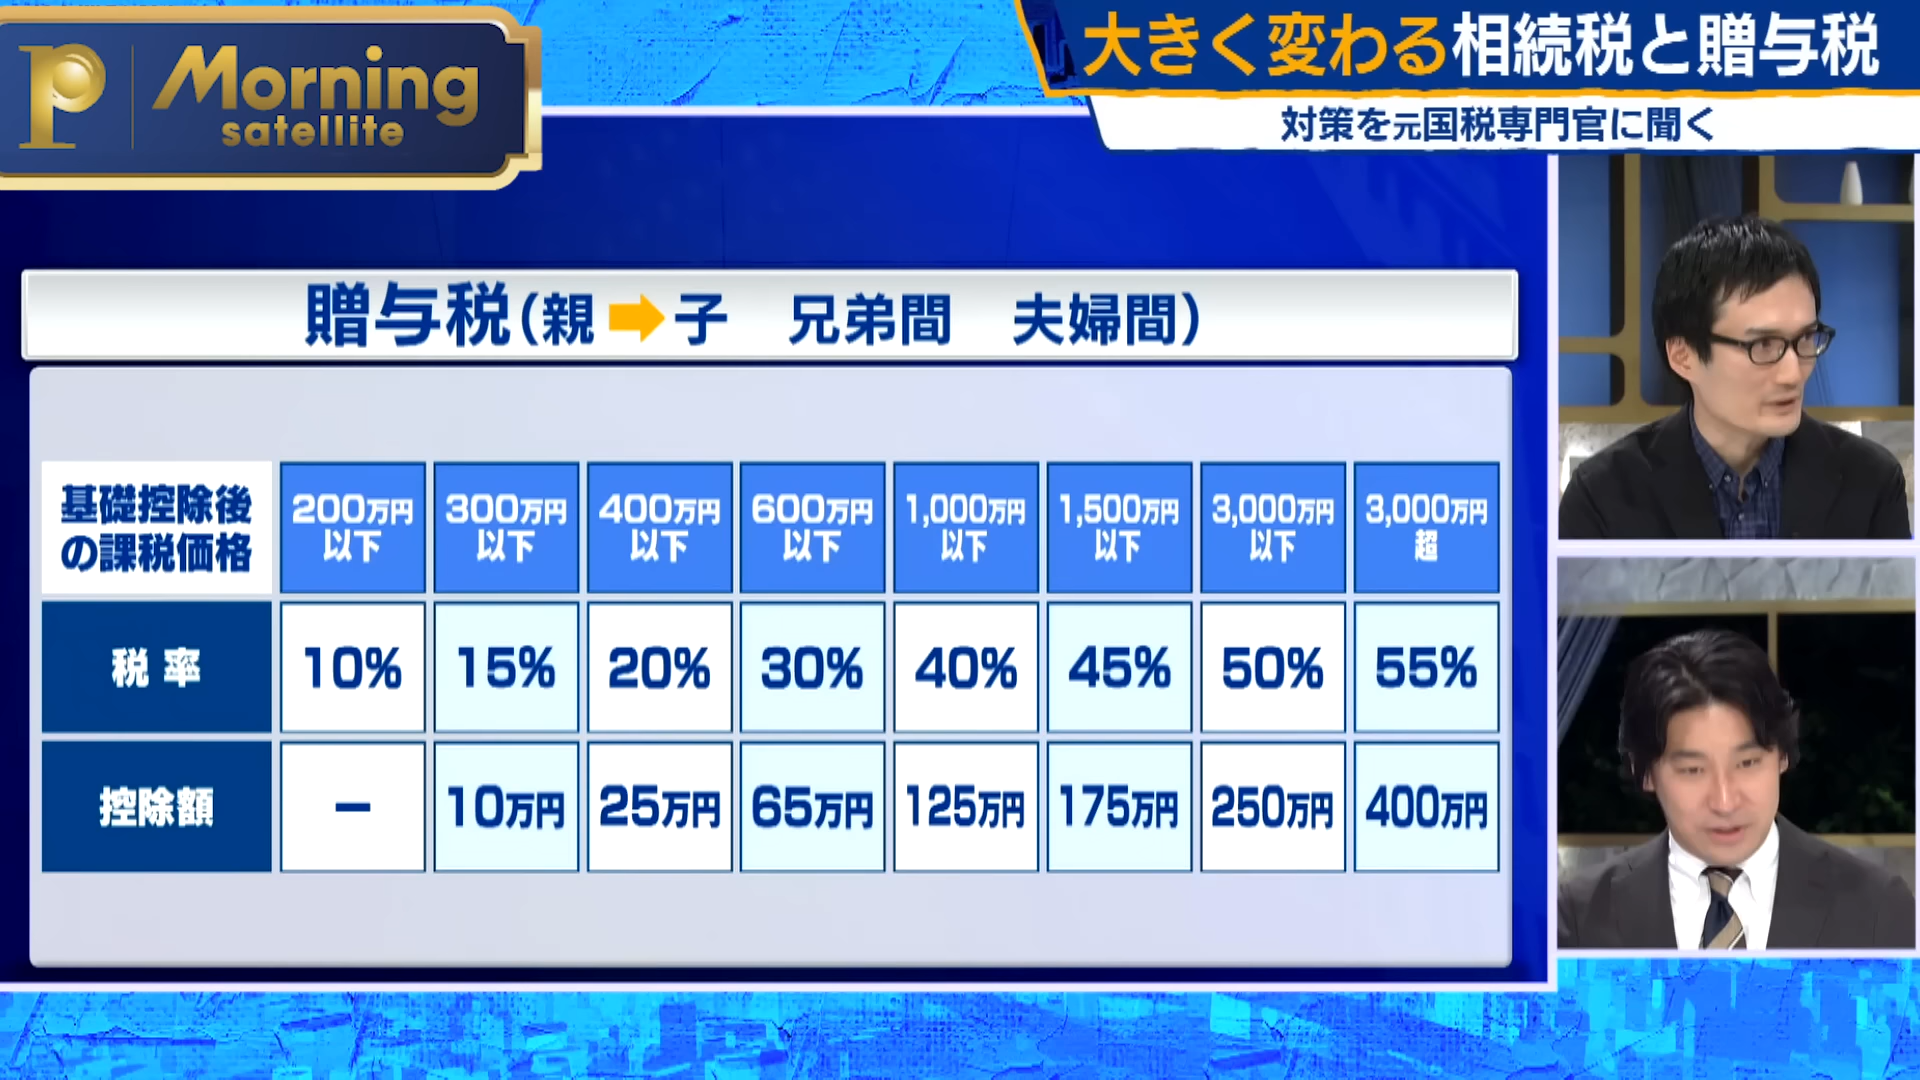 P Morning
satellite
大きく変わる相続税と贈与税
対策を元国税専門官に聞く
贈与税(親➡子 兄弟間 夫婦間)
基礎控除後
の課税価格
200万円
以下
300万円
以下
400万円
以下
600万円
以下
1,000万円
以下
1,500万円
以下
3,000万円
以下
3,000万円
超
税率 10% 15% 20% 30% 40% 45% 50% 55%
控除額 ー 10万円 25万円 65万円 125万円 175万円 250万円 400万円